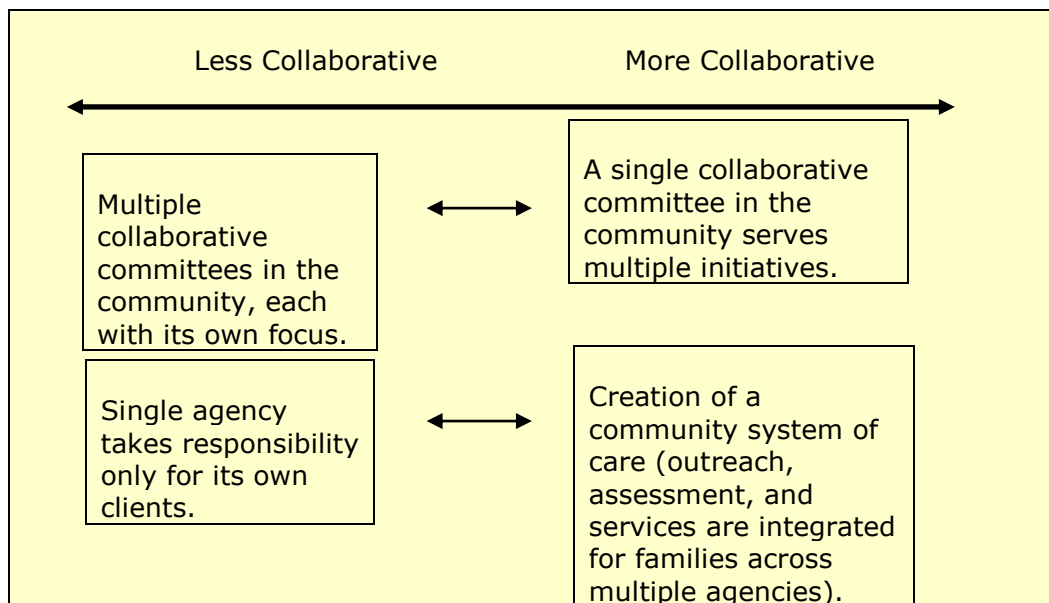 Less Collaborative
More Collaborative
Multiple
collaborative
committees in the
community, each
with its own focus.
A single collaborative
committee in the
community serves
multiple initiatives.
Single agency
takes responsibility
only for its own
clients.
Creation of a
community system of
care (outreach,
assessment, and
services are integrated
for families across
multiple agencies).